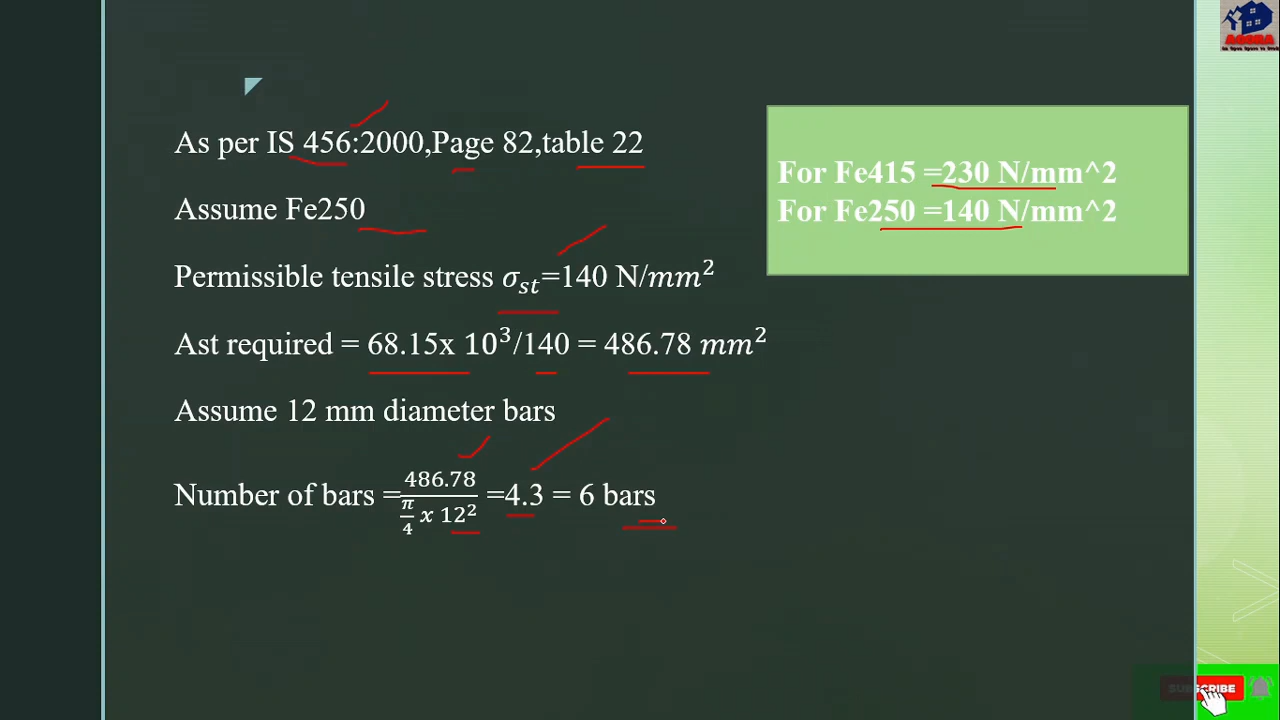 AGORA
As per IS 456:2000,Page 82,table 22
For Fe415 =230 N/mm^2
For Fe250 =140 N/mm^2
Assume Fe250
Permissible tensile stress σst=140 N/mm²
Ast required = 68.15x 10³/140 = 486.78 mm²
Assume 12 mm diameter bars
Number of bars = 486.78 / (π/4 x 12²) =4.3 = 6 bars
SUBSCRIBE